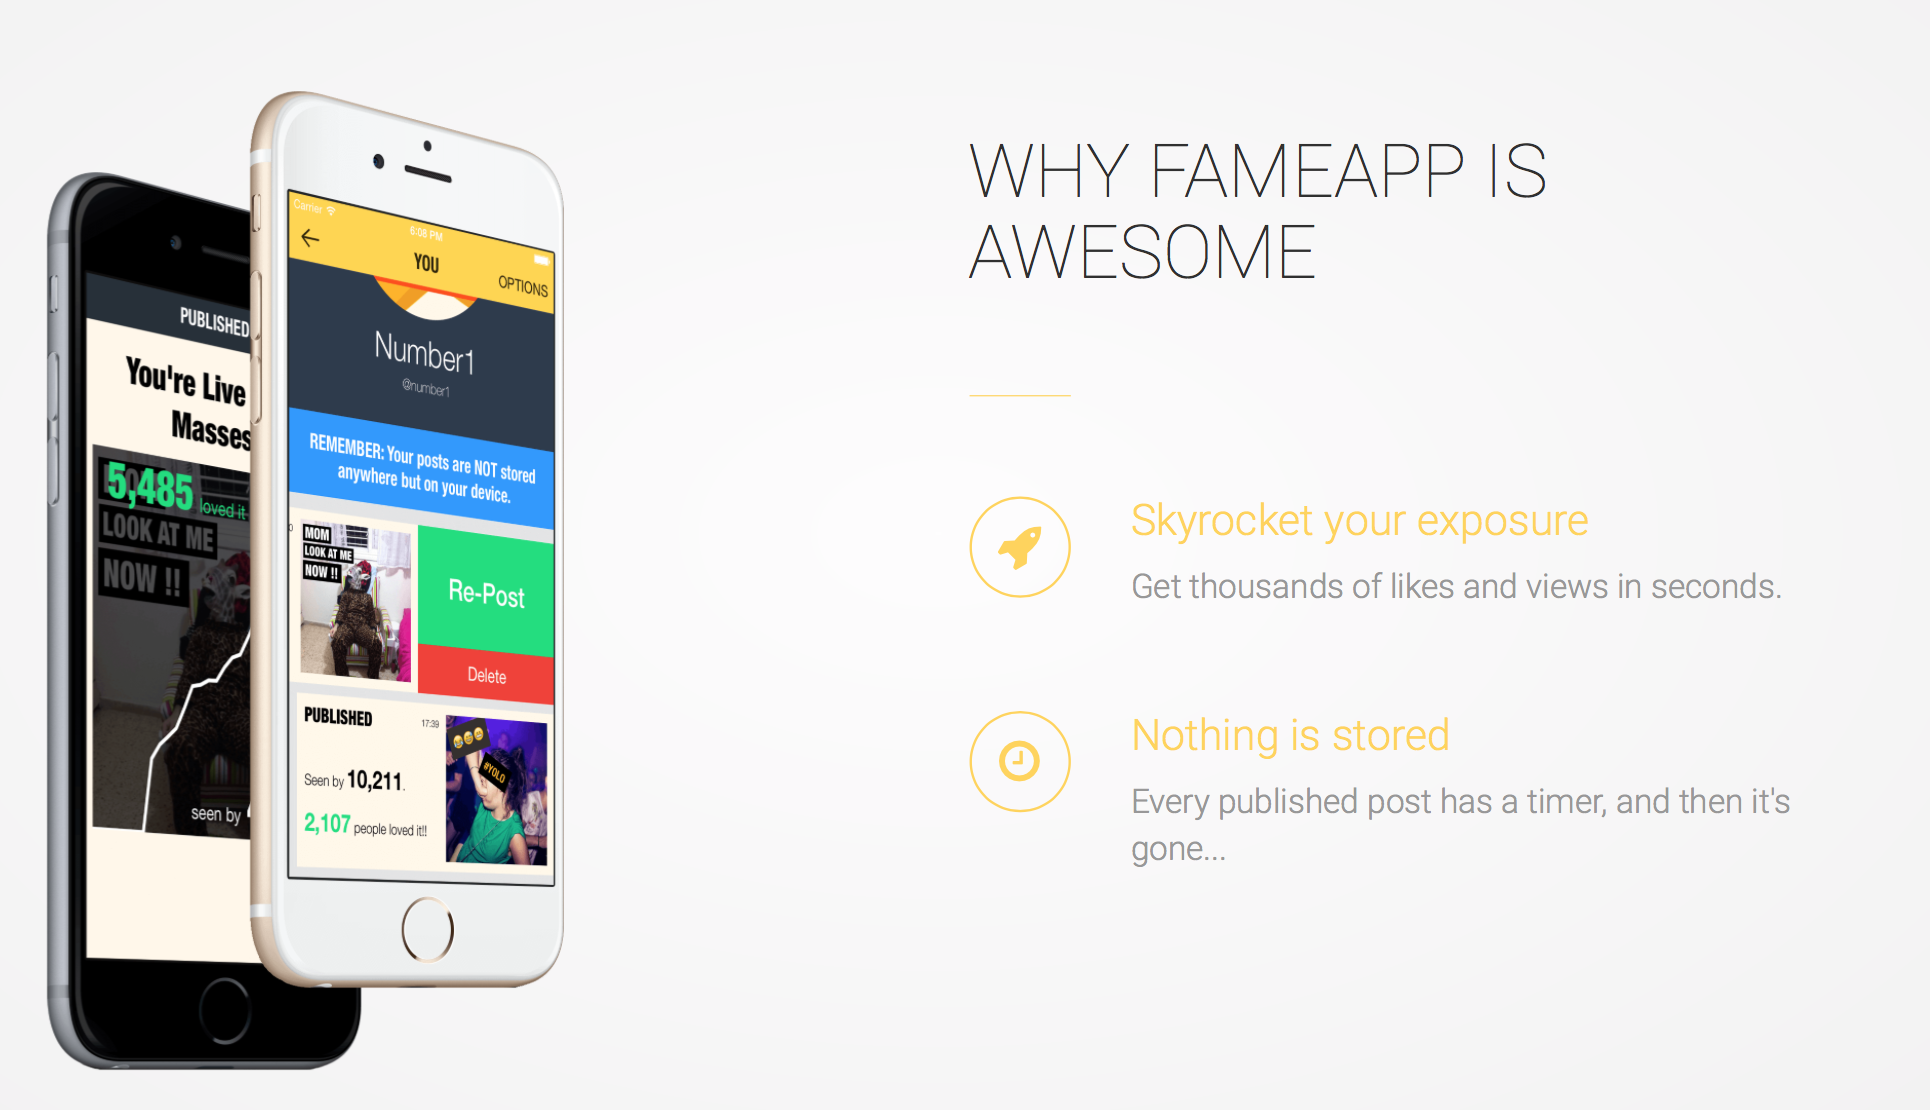 PUBLISHED
You're Live
Masses
5,485 loved it
LOOK AT ME
NOW !!
seen by
Carrier
6:08 PM
YOU
OPTIONS
Number1
@number1
REMEMBER: Your posts are NOT stored
anywhere but on your device.
MOM
LOOK AT ME
NOW !!
Re-Post
Delete
PUBLISHED
17:39
Seen by 10,211.
2,107 people loved it!!
#YOLO
WHY FAMEAPP IS
AWESOME
Skyrocket your exposure
Get thousands of likes and views in seconds.
Nothing is stored
Every published post has a timer, and then it's
gone...